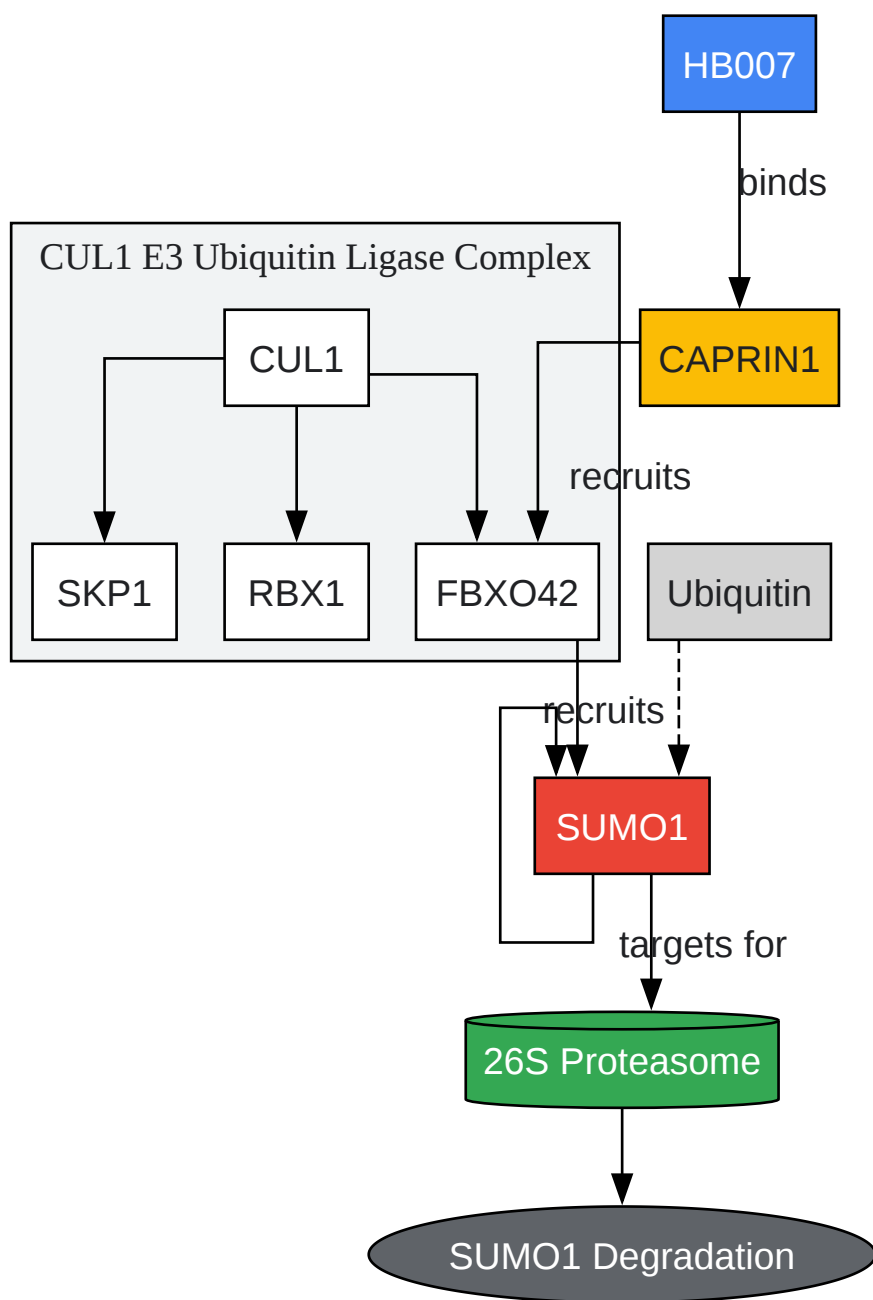 HB007
binds
CUL1 E3 Ubiquitin Ligase Complex
CUL1
CAPRIN1
recruits
SKP1
RBX1
FBXO42
Ubiquitin
recruits
SUMO1
targets for
26S Proteasome
SUMO1 Degradation